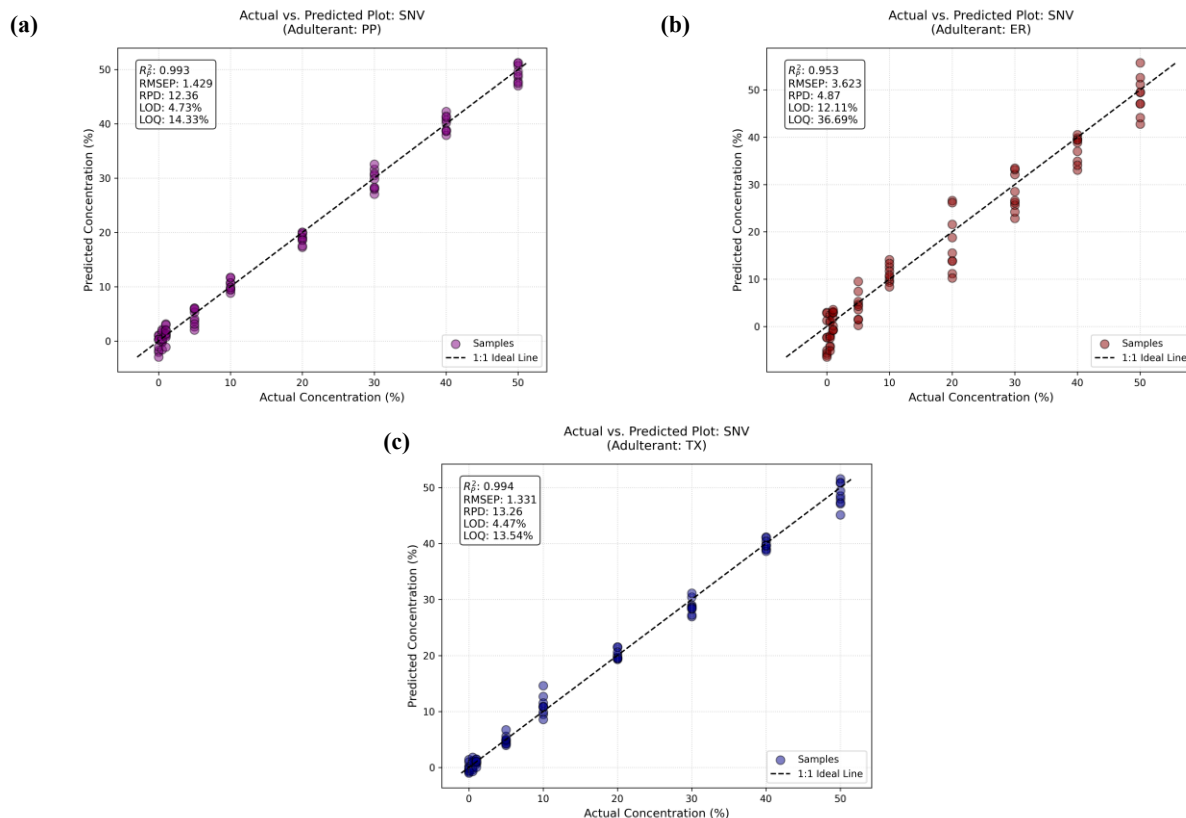 (a)
Actual vs. Predicted Plot: SNV
(Adulterant: PP)
R_p^2: 0.993
RMSEP: 1.429
RPD: 12.36
LOD: 4.73%
LOQ: 14.33%
Predicted Concentration (%)
50
40
30
20
10
0
Samples
1:1 Ideal Line
0 10 20 30 40 50
Actual Concentration (%)
(b)
Actual vs. Predicted Plot: SNV
(Adulterant: ER)
R_p^2: 0.953
RMSEP: 3.623
RPD: 4.87
LOD: 12.11%
LOQ: 36.69%
Predicted Concentration (%)
50
40
30
20
10
0
Samples
1:1 Ideal Line
0 10 20 30 40 50
Actual Concentration (%)
(c)
Actual vs. Predicted Plot: SNV
(Adulterant: TX)
R_p^2: 0.994
RMSEP: 1.331
RPD: 13.26
LOD: 4.47%
LOQ: 13.54%
Predicted Concentration (%)
50
40
30
20
10
0
Samples
1:1 Ideal Line
0 10 20 30 40 50
Actual Concentration (%)